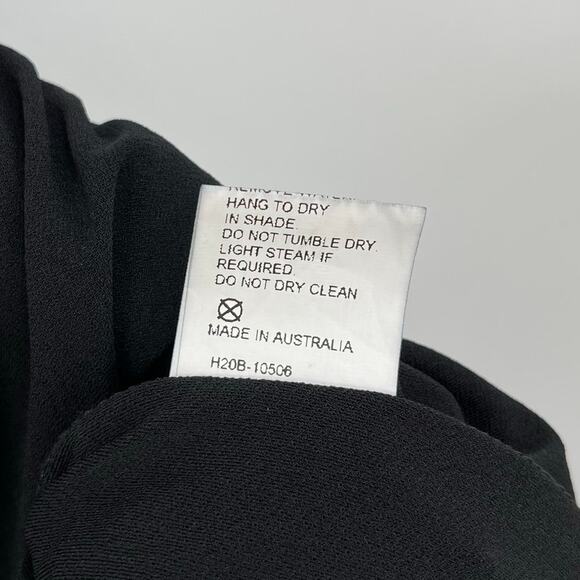 HANG TO DRY
IN SHADE.
DO NOT TUMBLE DRY.
LIGHT STEAM IF
REQUIRED.
DO NOT DRY CLEAN
MADE IN AUSTRALIA
H20B-10506